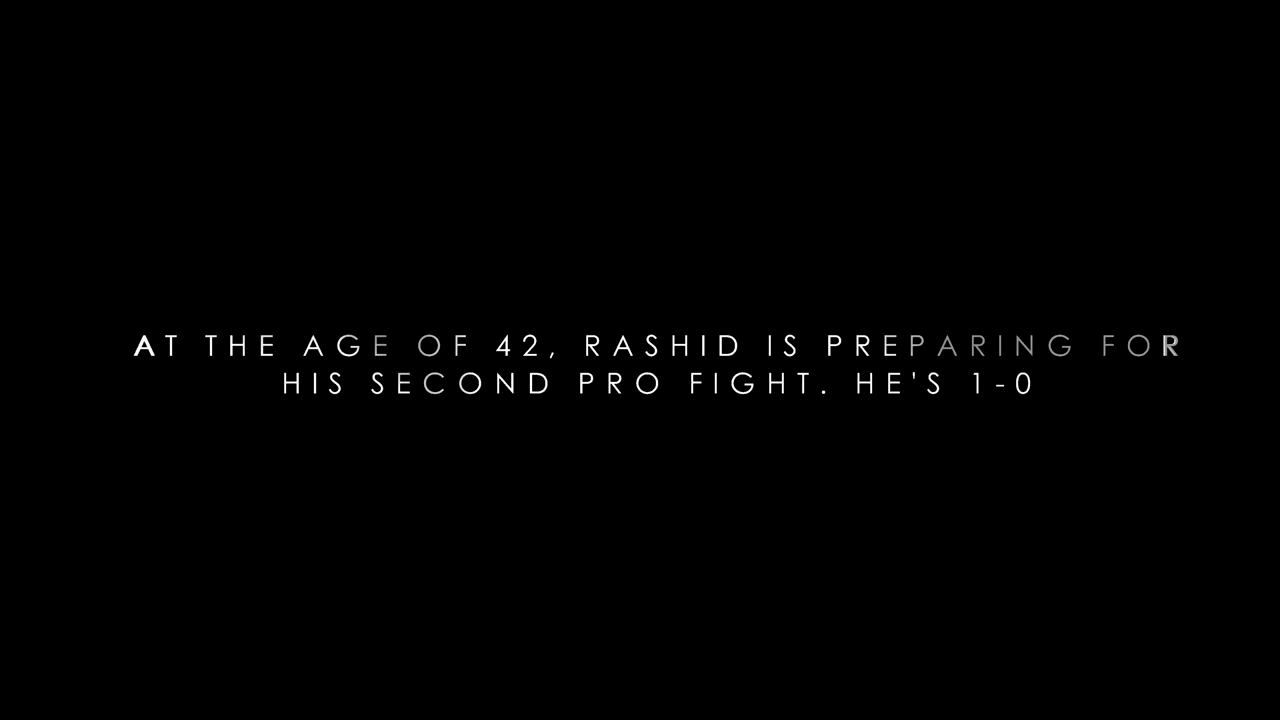 AT THE AGE OF 42, RASHID IS PREPARING FOR
HIS SECOND PRO FIGHT. HE'S 1-0